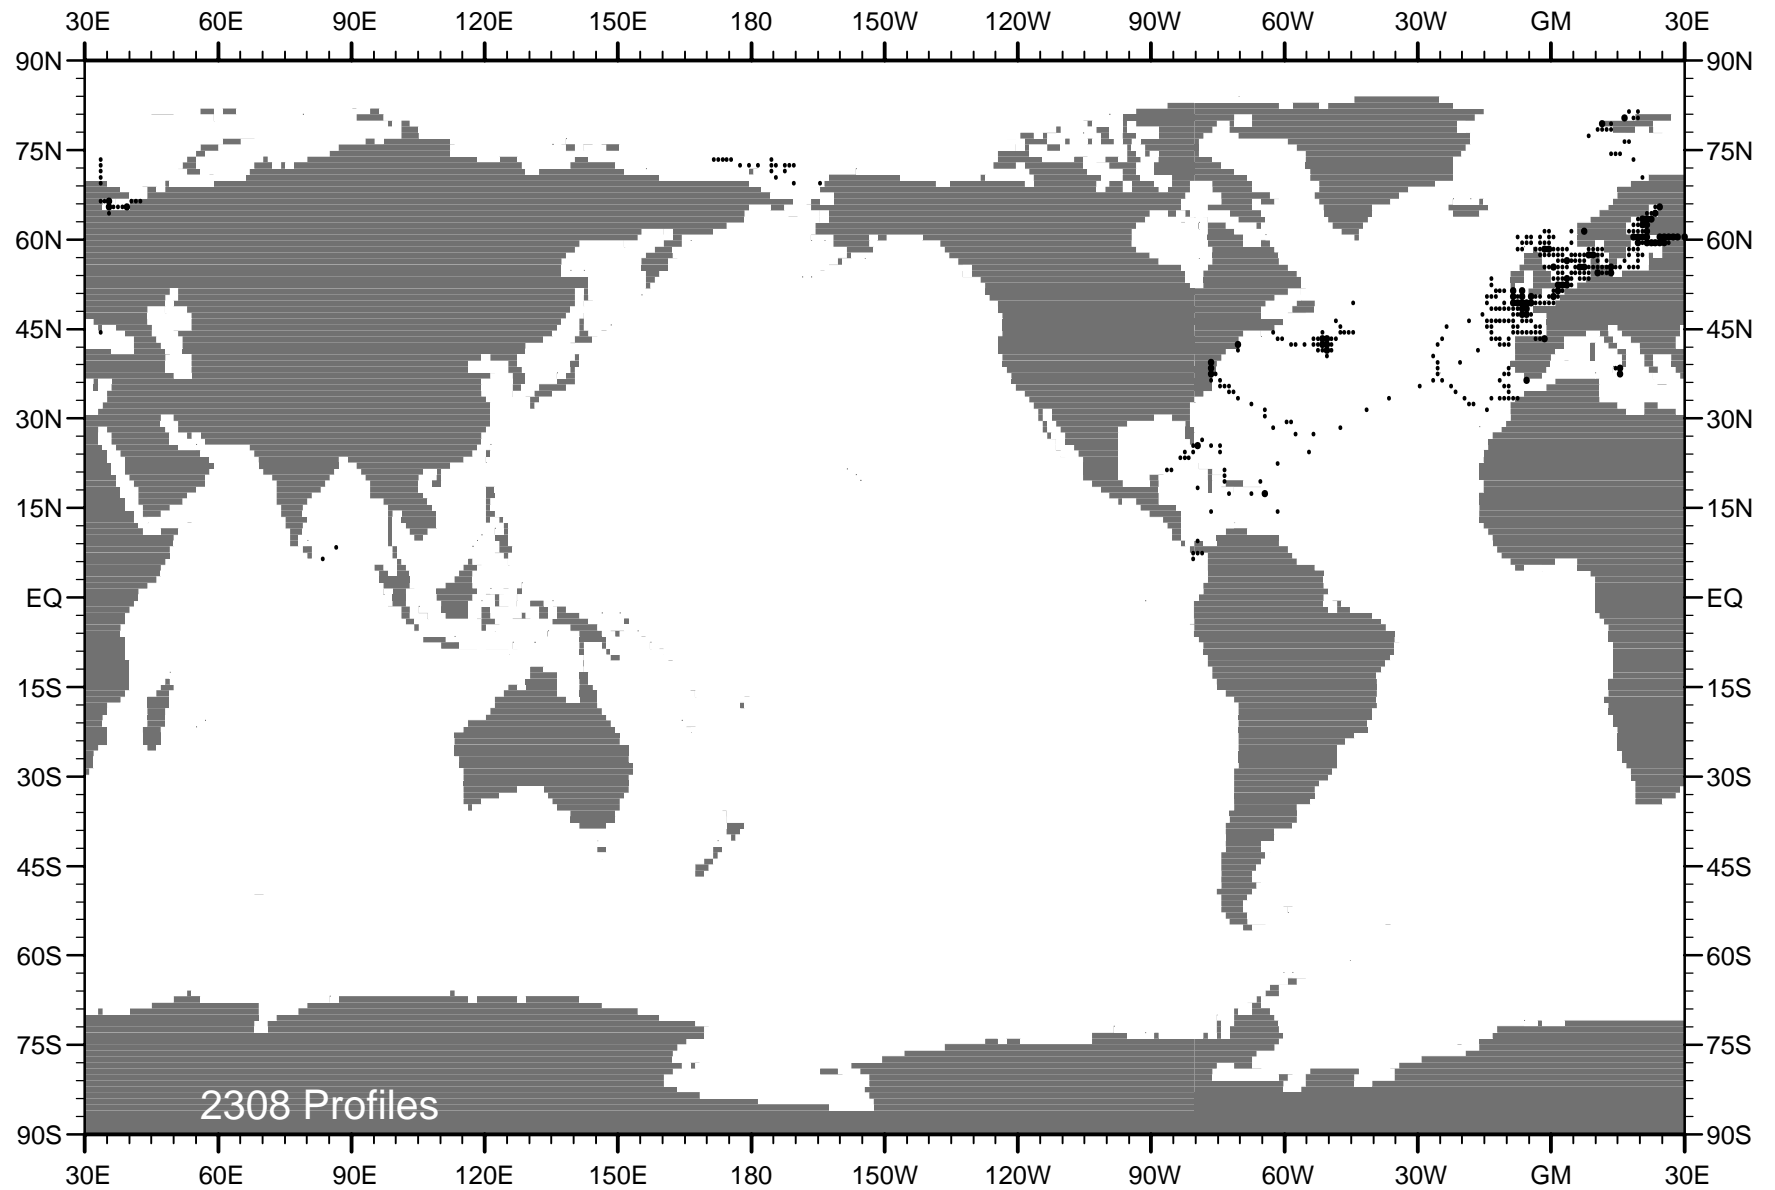 30E 60E 90E 120E 150E 180 150W 120W 90W 60W 30W GM 30E
90N 90N
75N 75N
60N 60N
45N 45N
30N 30N
15N 15N
EQ EQ
15S 15S
30S 30S
45S 45S
60S 60S
75S 75S
2308 Profiles
90S 90S
30E 60E 90E 120E 150E 180 150W 120W 90W 60W 30W GM 30E